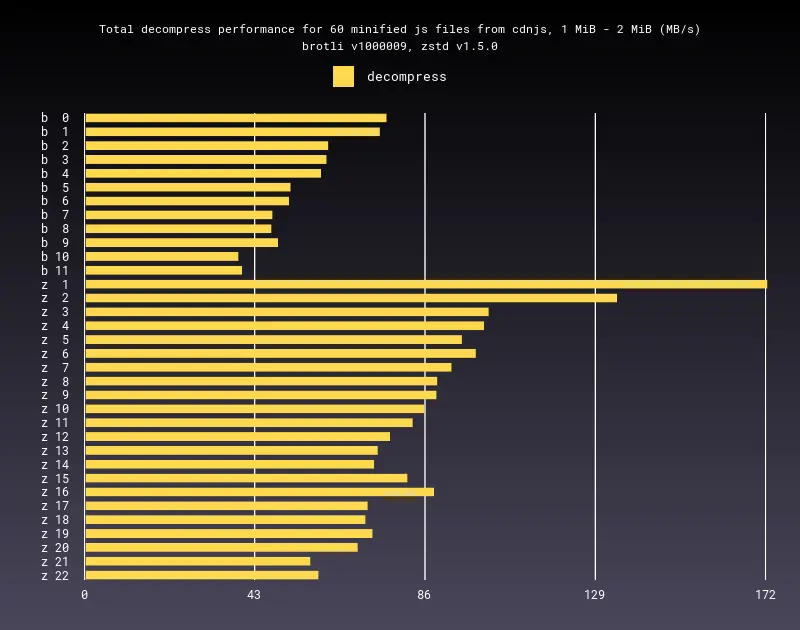 Total decompress performance for 60 minified js files from cdnjs, 1 MiB - 2 MiB (MB/s)
brotli v1000009, zstd v1.5.0
decompress
b 0
b 1
b 2
b 3
b 4
b 5
b 6
b 7
b 8
b 9
b 10
b 11
z 1
z 2
z 3
z 4
z 5
z 6
z 7
z 8
z 9
z 10
z 11
z 12
z 13
z 14
z 15
z 16
z 17
z 18
z 19
z 20
z 21
z 22
0 43 86 129 172